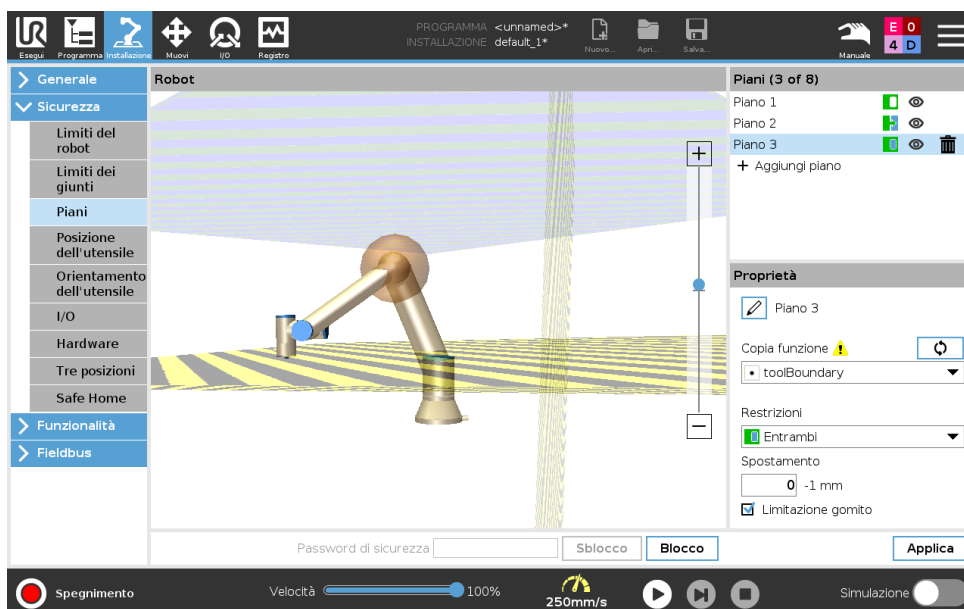 PROGRAMMA <unnamed>*
INSTALLAZIONE default_1*
UR
Esegui
Programma
Installazione
Muovi
I/O
Registro
Nuovo...
Apri...
Salva...
Manuale
E 0
4 D
Generale
Sicurezza
Limiti del
robot
Limiti dei
giunti
Piani
Posizione
dell'utensile
Orientamento
dell'utensile
I/O
Hardware
Tre posizioni
Safe Home
Funzionalità
Fieldbus
Robot
Piani (3 of 8)
Piano 1
Piano 2
Piano 3
+ Aggiungi piano
Proprietà
Piano 3
Copia funzione
toolBoundary
Restrizioni
Entrambi
Spostamento
0 -1 mm
Limitazione gomito
Password di sicurezza
Sblocco
Blocco
Applica
Spegnimento
Velocità
100%
250mm/s
Simulazione